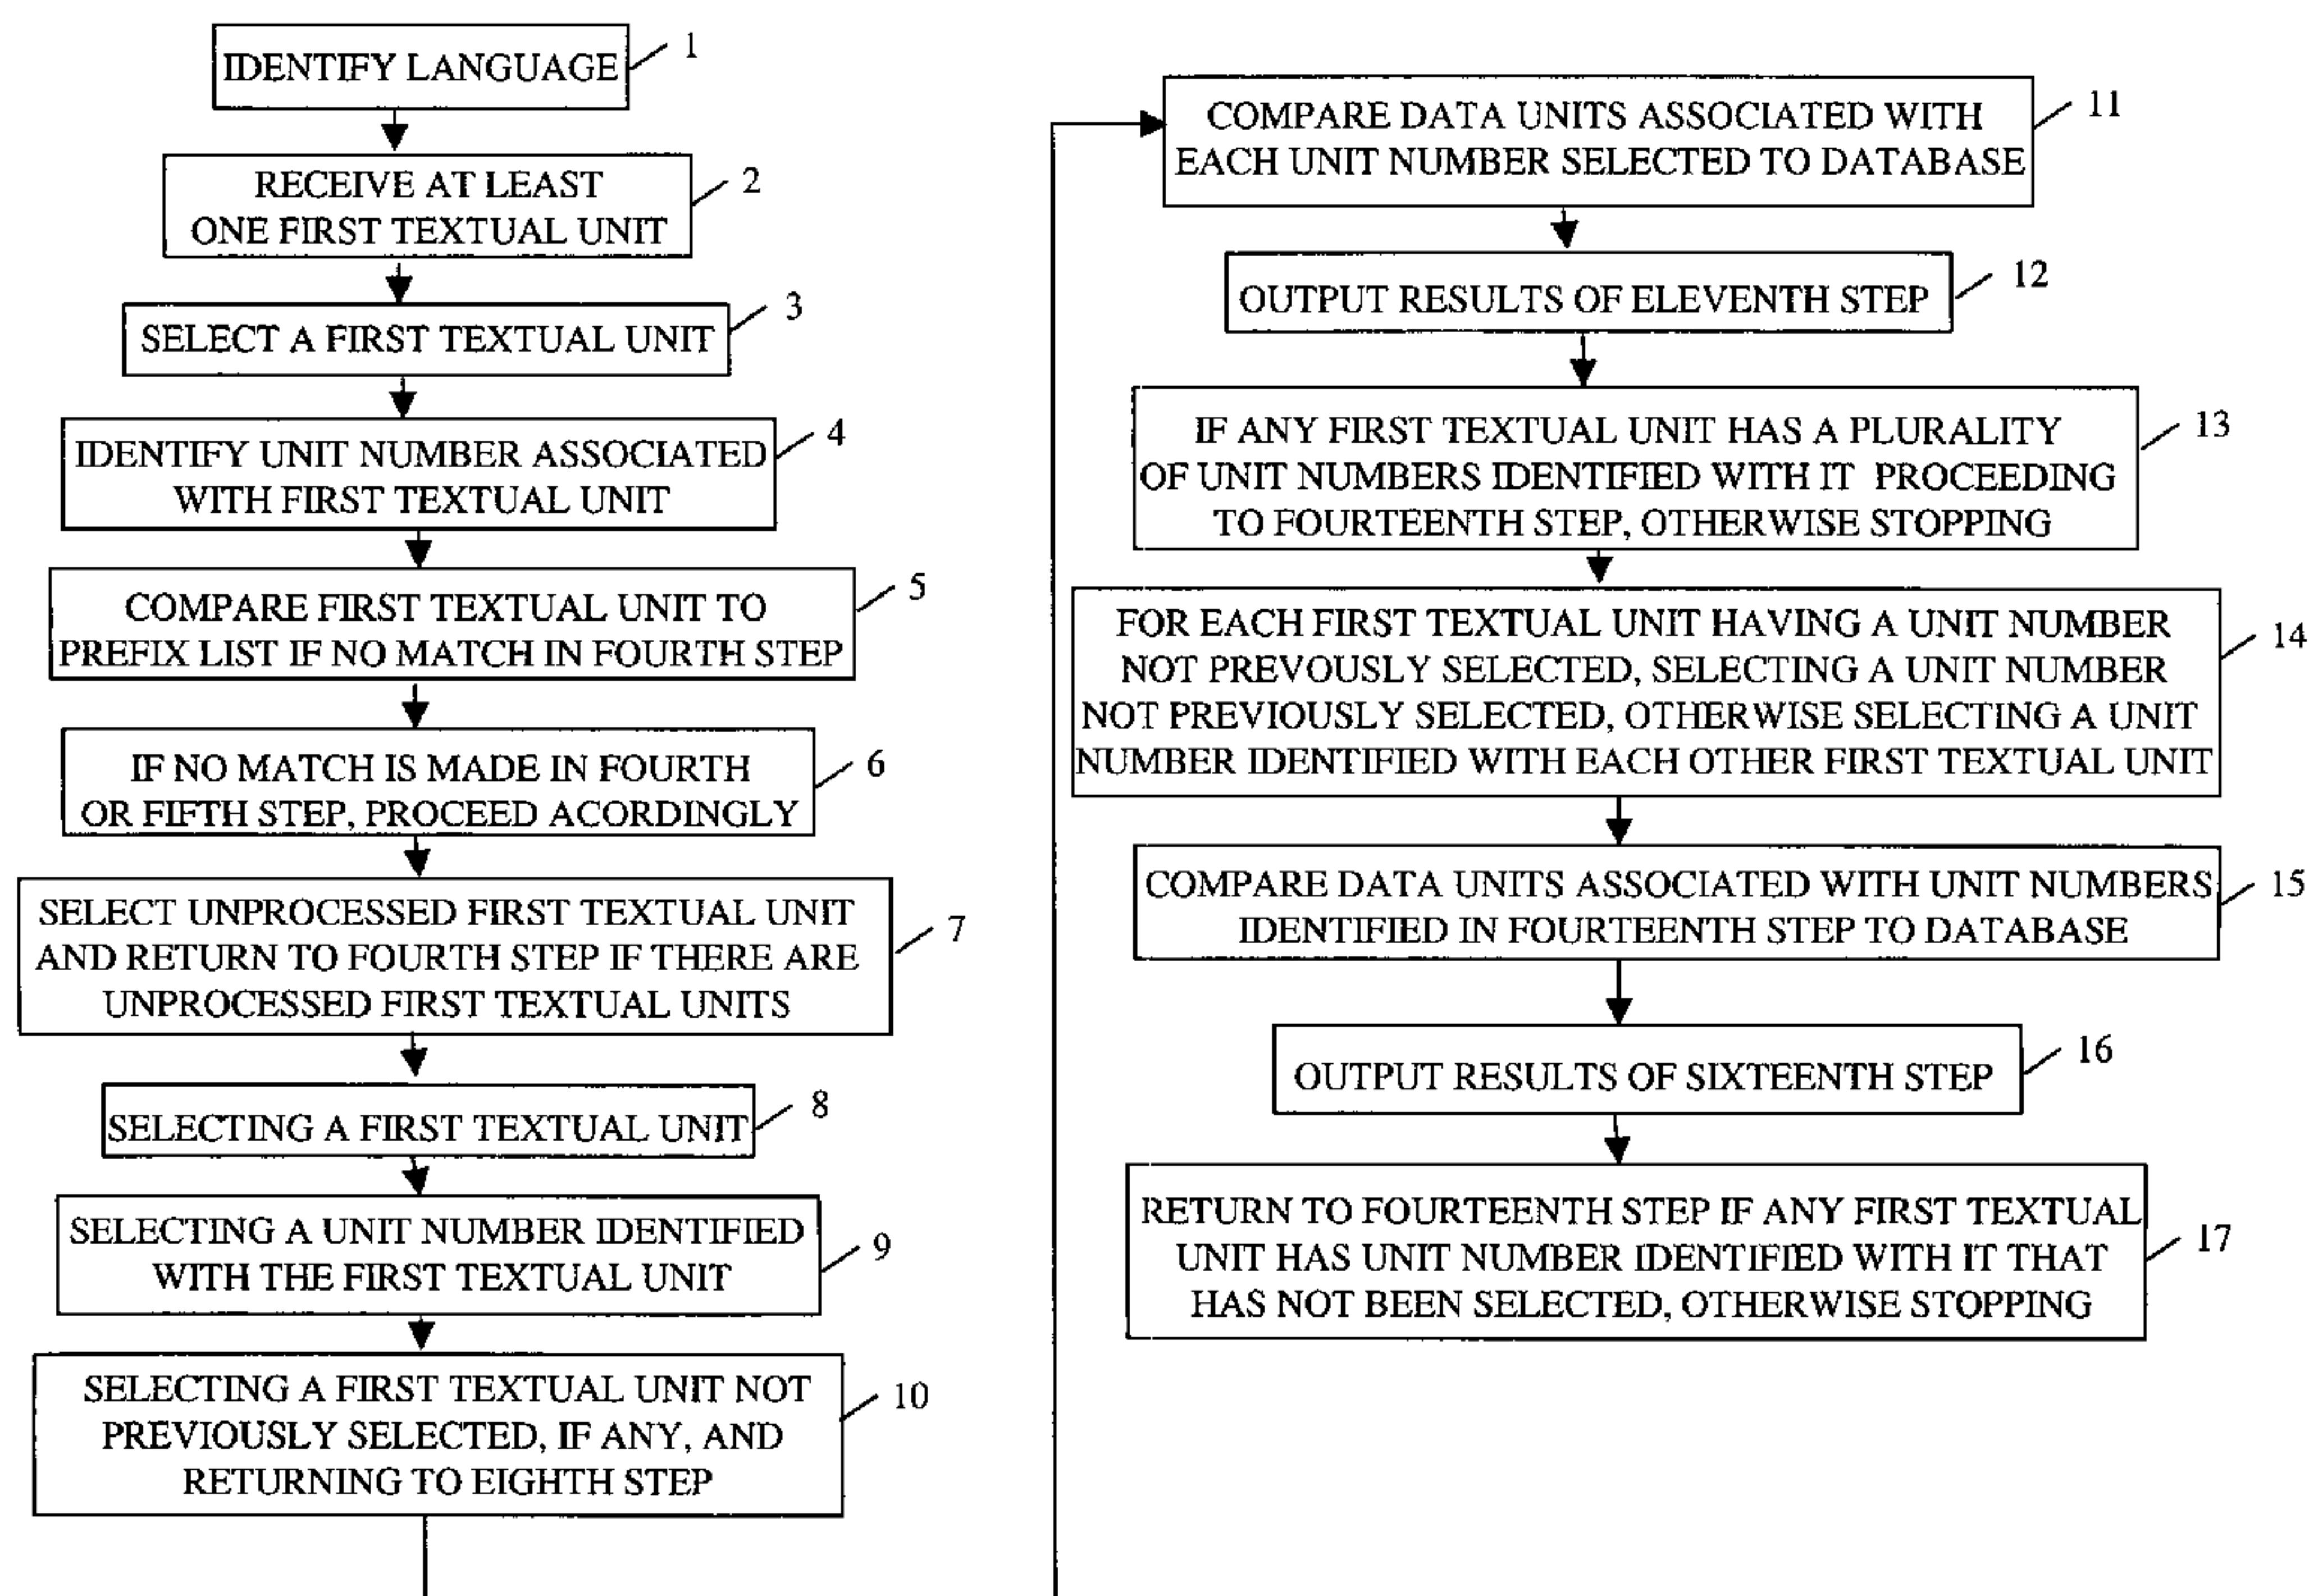 IDENTIFY LANGUAGE
1
RECEIVE AT LEAST
ONE FIRST TEXTUAL UNIT
2
SELECT A FIRST TEXTUAL UNIT
3
IDENTIFY UNIT NUMBER ASSOCIATED
WITH FIRST TEXTUAL UNIT
4
COMPARE FIRST TEXTUAL UNIT TO
PREFIX LIST IF NO MATCH IN FOURTH STEP
5
IF NO MATCH IS MADE IN FOURTH
OR FIFTH STEP, PROCEED ACORDINGLY
6
SELECT UNPROCESSED FIRST TEXTUAL UNIT
AND RETURN TO FOURTH STEP IF THERE ARE
UNPROCESSED FIRST TEXTUAL UNITS
7
SELECTING A FIRST TEXTUAL UNIT
8
SELECTING A UNIT NUMBER IDENTIFIED
WITH THE FIRST TEXTUAL UNIT
9
SELECTING A FIRST TEXTUAL UNIT NOT
PREVIOUSLY SELECTED, IF ANY, AND
RETURNING TO EIGHTH STEP
10
COMPARE DATA UNITS ASSOCIATED WITH
EACH UNIT NUMBER SELECTED TO DATABASE
11
OUTPUT RESULTS OF ELEVENTH STEP
12
IF ANY FIRST TEXTUAL UNIT HAS A PLURALITY
OF UNIT NUMBERS IDENTIFIED WITH IT PROCEEDING
TO FOURTEENTH STEP, OTHERWISE STOPPING
13
FOR EACH FIRST TEXTUAL UNIT HAVING A UNIT NUMBER
NOT PREVOUSLY SELECTED, SELECTING A UNIT NUMBER
NOT PREVIOUSLY SELECTED, OTHERWISE SELECTING A UNIT
NUMBER IDENTIFIED WITH EACH OTHER FIRST TEXTUAL UNIT
14
COMPARE DATA UNITS ASSOCIATED WITH UNIT NUMBERS
IDENTIFIED IN FOURTEENTH STEP TO DATABASE
15
OUTPUT RESULTS OF SIXTEENTH STEP
16
RETURN TO FOURTEENTH STEP IF ANY FIRST TEXTUAL
UNIT HAS UNIT NUMBER IDENTIFIED WITH IT THAT
HAS NOT BEEN SELECTED, OTHERWISE STOPPING
17